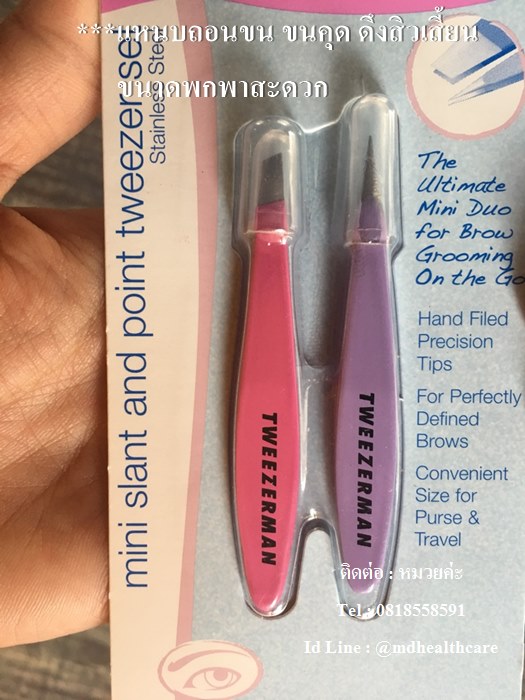 ***แหนบถอนขน ขนคุด ดึงสิวเสี้ยน
ขนาดพกพาสะดวก
mini slant and point tweezer set
Stainless Steel
The
Ultimate
Mini Duo
for Brow
Grooming
On the Go
Hand Filed
Precision
Tips
For Perfectly
Defined
Brows
Convenient
Size for
Purse &
Travel
TWEEZERMAN
TWEEZERMAN
ติดต่อ : หมวยค่ะ
Tel : 0818558591
Id Line : @mdhealthcare